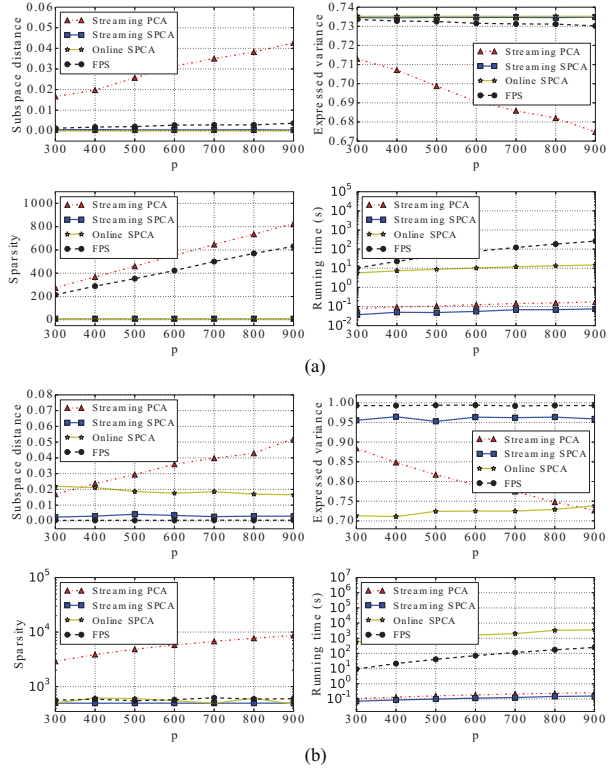 Subspace distance
0.06
0.05
0.04
0.03
0.02
0.01
0.00
Streaming PCA
Streaming SPCA
Online SPCA
FPS
300 400 500 600 700 800 900
p
Expressed variance
0.74
0.73
0.72
0.71
0.70
0.69
0.68
0.67
Streaming PCA
Streaming SPCA
Online SPCA
FPS
300 400 500 600 700 800 900
p
Sparsity
1000
800
600
400
200
0
Streaming PCA
Streaming SPCA
Online SPCA
FPS
300 400 500 600 700 800 900
p
Running time (s)
10^5
10^4
10^3
10^2
10^1
10^0
10^-1
10^-2
Streaming PCA
Streaming SPCA
Online SPCA
FPS
300 400 500 600 700 800 900
p
(a)
Subspace distance
0.08
0.07
0.06
0.05
0.04
0.03
0.02
0.01
0.00
Streaming PCA
Streaming SPCA
Online SPCA
FPS
300 400 500 600 700 800 900
p
Expressed variance
1.00
0.95
0.90
0.85
0.80
0.75
0.70
Streaming PCA
Streaming SPCA
Online SPCA
FPS
300 400 500 600 700 800 900
p
Sparsity
10^5
10^4
10^3
Streaming PCA
Streaming SPCA
Online SPCA
FPS
300 400 500 600 700 800 900
p
Running time (s)
10^7
10^6
10^5
10^4
10^3
10^2
10^1
10^0
10^-1
Streaming PCA
Streaming SPCA
Online SPCA
FPS
300 400 500 600 700 800 900
p
(b)